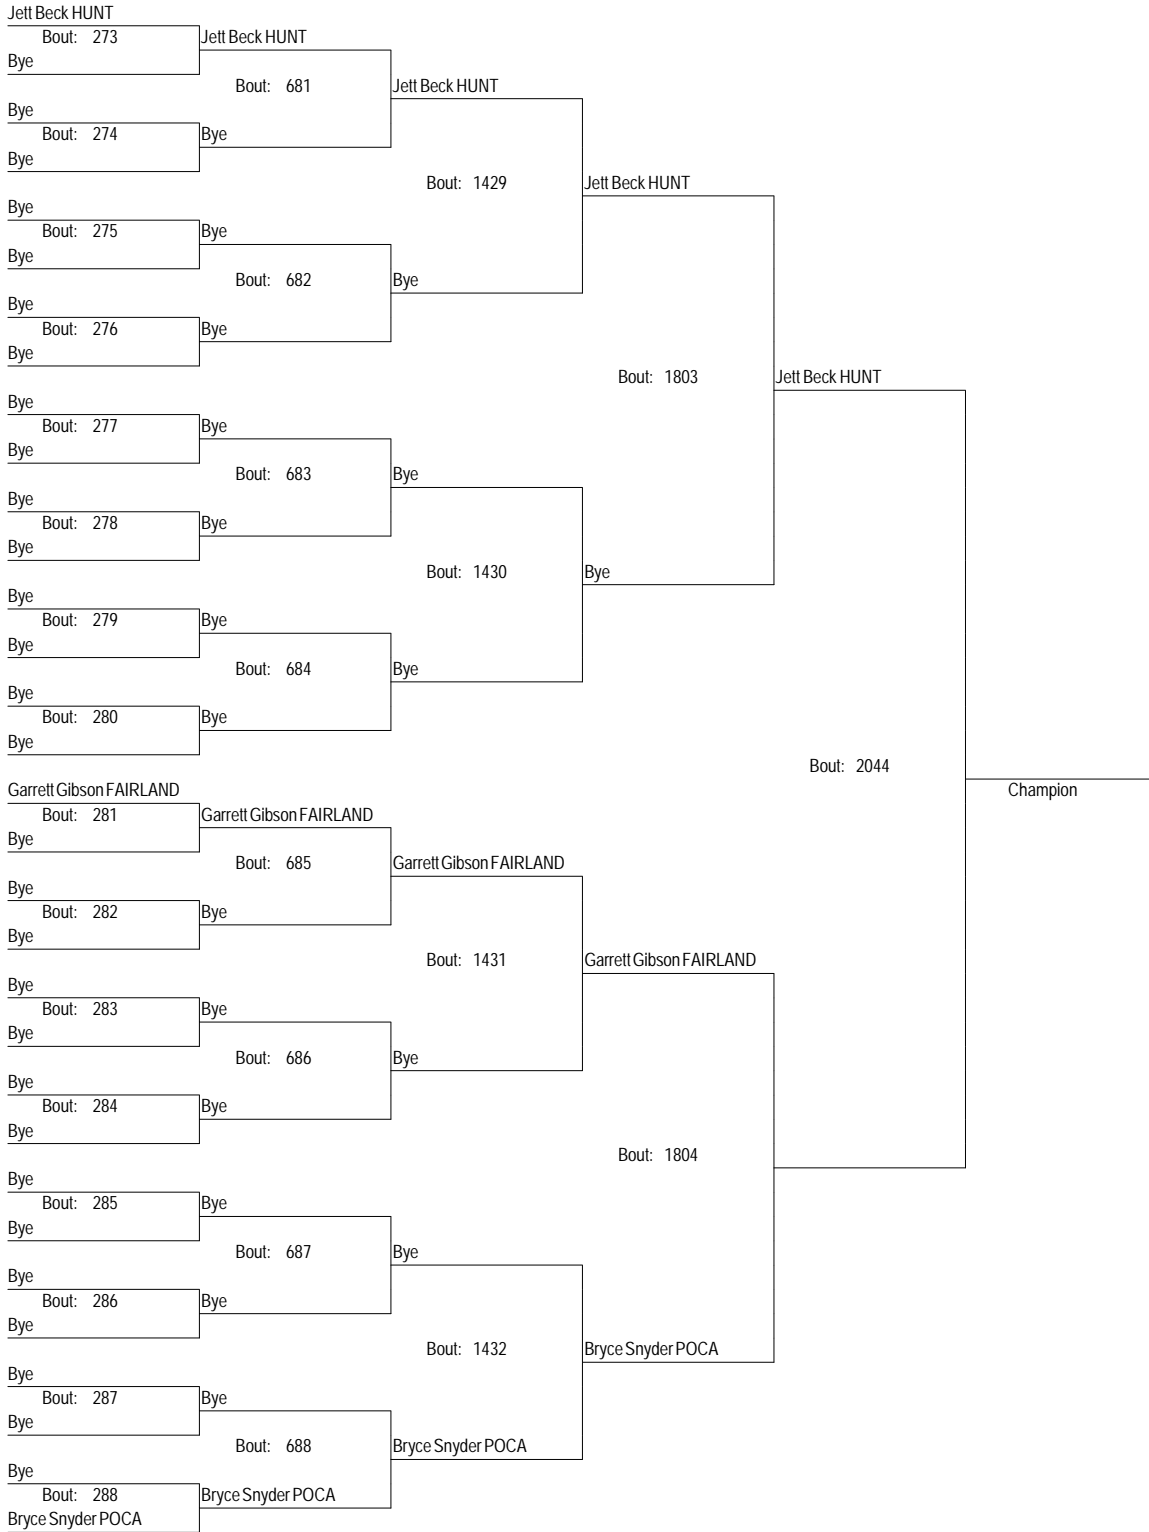 Jett Beck HUNT
Bout: 273
Jett Beck HUNT
Bye
Bout: 681
Jett Beck HUNT
Bye
Bout: 274
Bye
Bye
Bout: 1429
Jett Beck HUNT
Bye
Bout: 275
Bye
Bye
Bout: 682
Bye
Bye
Bout: 276
Bye
Bye
Bout: 1803
Jett Beck HUNT
Bye
Bout: 277
Bye
Bye
Bout: 683
Bye
Bye
Bout: 278
Bye
Bye
Bout: 1430
Bye
Bye
Bout: 279
Bye
Bye
Bout: 684
Bye
Bye
Bout: 280
Bye
Bye
Bout: 2044
Champion
Garrett Gibson FAIRLAND
Bout: 281
Garrett Gibson FAIRLAND
Bye
Bout: 685
Garrett Gibson FAIRLAND
Bye
Bout: 282
Bye
Bye
Bout: 1431
Garrett Gibson FAIRLAND
Bye
Bout: 283
Bye
Bye
Bout: 686
Bye
Bye
Bout: 284
Bye
Bye
Bout: 1804
Bye
Bout: 285
Bye
Bye
Bout: 687
Bye
Bye
Bout: 286
Bye
Bye
Bout: 1432
Bryce Snyder POCA
Bye
Bout: 287
Bye
Bye
Bout: 688
Bryce Snyder POCA
Bye
Bout: 288
Bryce Snyder POCA
Bryce Snyder POCA